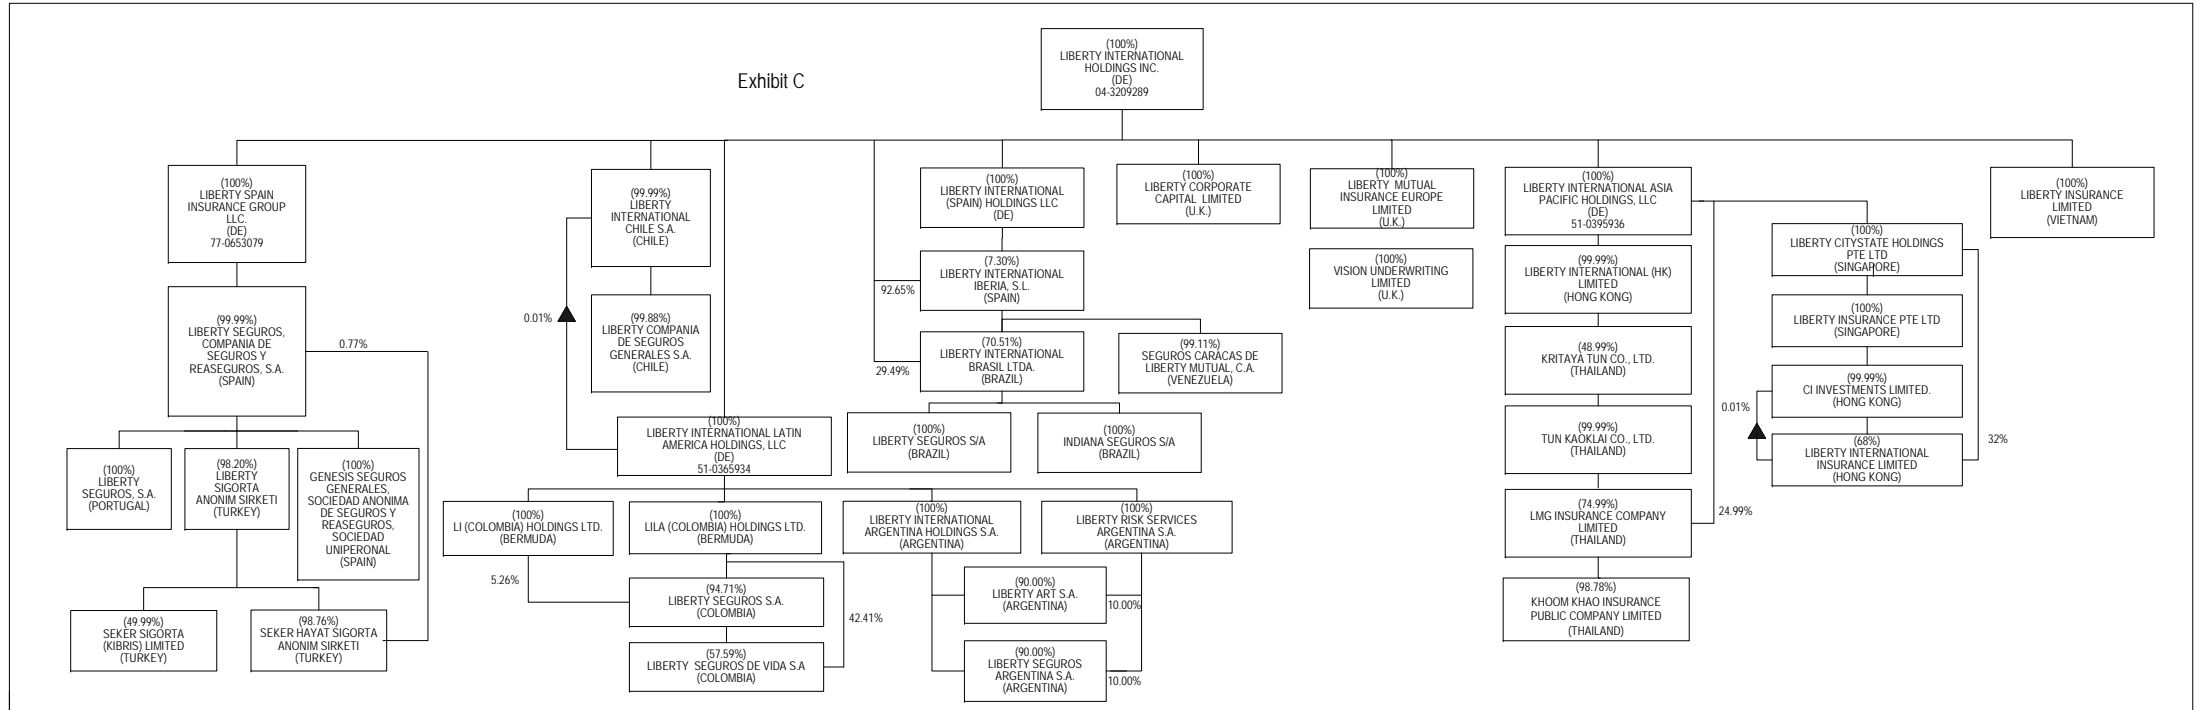 Exhibit C
(100%)
LIBERTY INTERNATIONAL
HOLDINGS INC.
(DE)
04-3209289
(100%)
LIBERTY SPAIN
INSURANCE GROUP
LLC.
(DE)
77-0653079
(99.99%)
LIBERTY SEGUROS,
COMPANIA DE
SEGUROS Y
REASEGUROS, S.A.
(SPAIN)
0.77%
(100%)
LIBERTY
SEGUROS, S.A.
(PORTUGAL)
(98.20%)
LIBERTY
SIGORTA
ANONIM SIRKETI
(TURKEY)
(100%)
GENESIS SEGUROS
GENERALES,
SOCIEDAD ANONIMA
DE SEGUROS Y
REASEGUROS,
SOCIEDAD
UNIPERONAL
(SPAIN)
(49.99%)
SEKER SIGORTA
(KIBRIS) LIMITED
(TURKEY)
(98.76%)
SEKER HAYAT SIGORTA
ANONIM SIRKETI
(TURKEY)
(99.99%)
LIBERTY
INTERNATIONAL
CHILE S.A.
(CHILE)
0.01%
(99.88%)
LIBERTY COMPANIA
DE SEGUROS
GENERALES S.A.
(CHILE)
(100%)
LIBERTY INTERNATIONAL LATIN
AMERICA HOLDINGS, LLC
(DE)
51-0365934
(100%)
LI (COLOMBIA) HOLDINGS LTD.
(BERMUDA)
5.26%
(100%)
LILA (COLOMBIA) HOLDINGS LTD.
(BERMUDA)
(94.71%)
LIBERTY SEGUROS S.A.
(COLOMBIA)
42.41%
(57.59%)
LIBERTY SEGUROS DE VIDA S.A
(COLOMBIA)
(100%)
LIBERTY INTERNATIONAL
ARGENTINA HOLDINGS S.A.
(ARGENTINA)
(100%)
LIBERTY RISK SERVICES
ARGENTINA S.A.
(ARGENTINA)
(90.00%)
LIBERTY ART S.A.
(ARGENTINA)
10.00%
(90.00%)
LIBERTY SEGUROS
ARGENTINA S.A.
(ARGENTINA)
10.00%
(100%)
LIBERTY INTERNATIONAL
(SPAIN) HOLDINGS LLC
(DE)
92.65%
(7.30%)
LIBERTY INTERNATIONAL
IBERIA, S.L.
(SPAIN)
29.49%
(70.51%)
LIBERTY INTERNATIONAL
BRASIL LTDA.
(BRAZIL)
(99.11%)
SEGUROS CARACAS DE
LIBERTY MUTUAL, C.A.
(VENEZUELA)
(100%)
LIBERTY SEGUROS S/A
(BRAZIL)
(100%)
INDIANA SEGUROS S/A
(BRAZIL)
(100%)
LIBERTY CORPORATE
CAPITAL LIMITED
(U.K.)
(100%)
LIBERTY MUTUAL
INSURANCE EUROPE
LIMITED
(U.K.)
(100%)
VISION UNDERWRITING
LIMITED
(U.K.)
(100%)
LIBERTY INTERNATIONAL ASIA
PACIFIC HOLDINGS, LLC
(DE)
51-0395936
(99.99%)
LIBERTY INTERNATIONAL (HK)
LIMITED
(HONG KONG)
(48.99%)
KRITAYA TUN CO., LTD.
(THAILAND)
(99.99%)
TUN KAOKLAI CO., LTD.
(THAILAND)
(74.99%)
LMG INSURANCE COMPANY
LIMITED
(THAILAND)
24.99%
(98.78%)
KHOOM KHAO INSURANCE
PUBLIC COMPANY LIMITED
(THAILAND)
(100%)
LIBERTY CITYSTATE HOLDINGS
PTE LTD
(SINGAPORE)
(100%)
LIBERTY INSURANCE PTE LTD
(SINGAPORE)
(99.99%)
CI INVESTMENTS LIMITED.
(HONG KONG)
0.01%
(68%)
LIBERTY INTERNATIONAL
INSURANCE LIMITED
(HONG KONG)
32%
(100%)
LIBERTY INSURANCE
LIMITED
(VIETNAM)